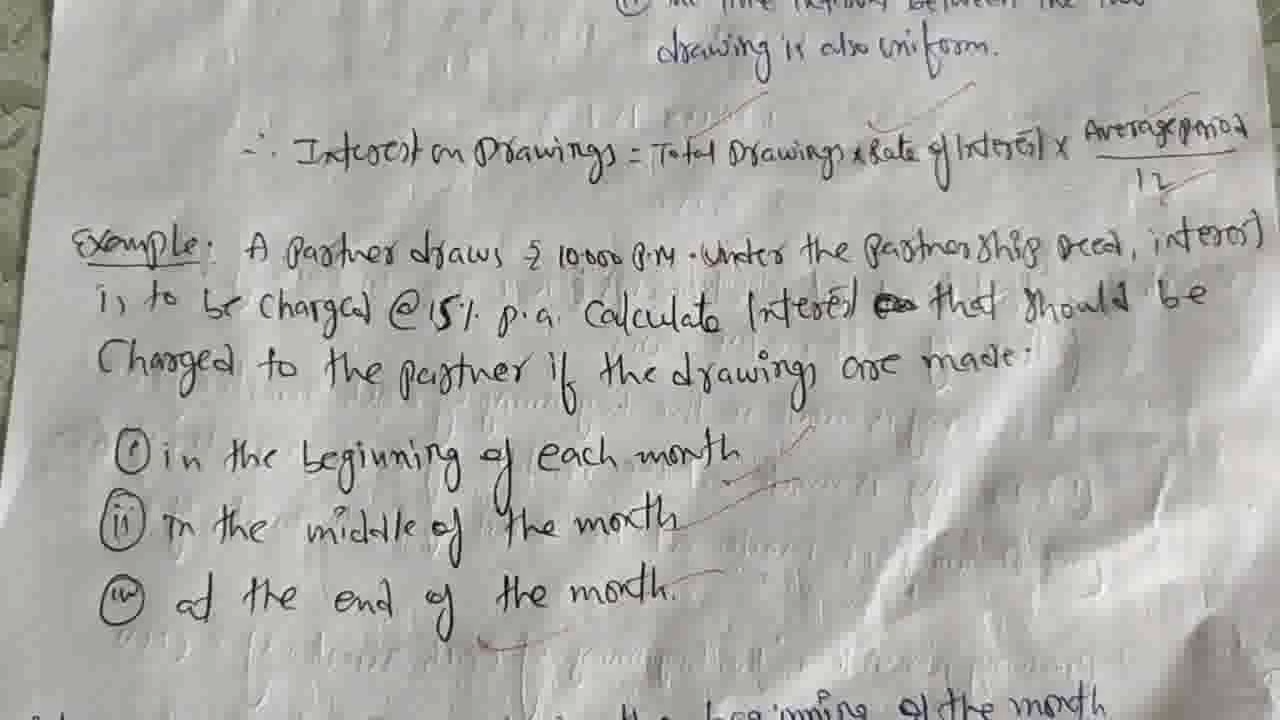 drawing is also uniform.
∴ Interest on Drawings = Total Drawings × Rate of Interest × Average period / 12
Example: A partner draws ₹ 10,000 P.M. Under the partnership Deed, interest
is to be charged @ 15% p.a. Calculate Interest that should be
Charged to the partner if the drawings are made:
(i) in the beginning of each month
(ii) in the middle of the month
(iii) at the end of the month.
the beginning of the month